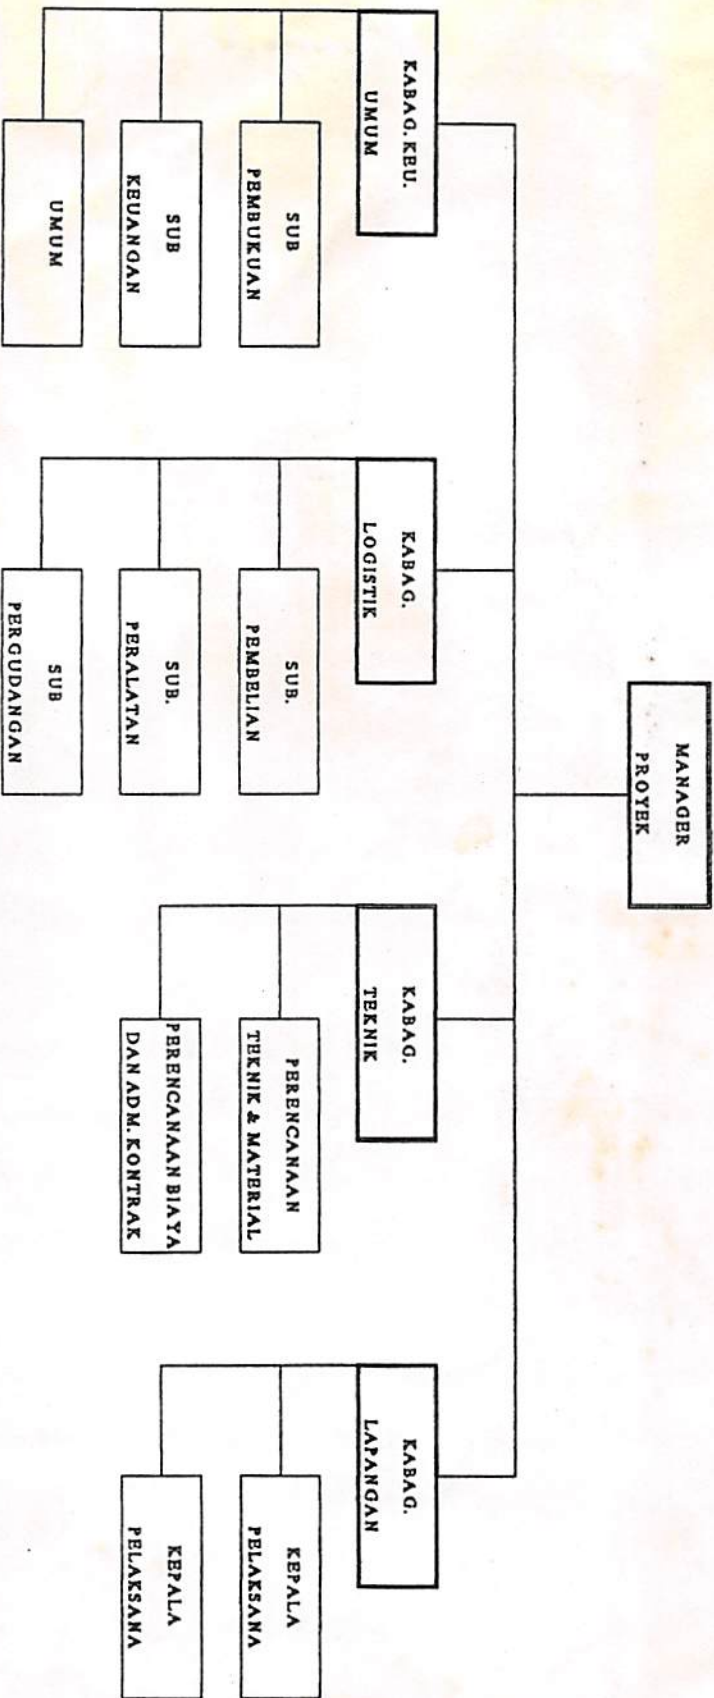 MANAGER
PROYEK
KABAG. KEU.
UMUM
SUB
PEMBUKUAN
SUB
KEUANGAN
UMUM
KABAG.
LOGISTIK
SUB.
PEMBELIAN
SUB.
PERALATAN
SUB
PERGUDANGAN
KABAG.
TEKNIK
PERENCANAAN
TEKNIK & MATERIAL
PERENCANAAN BIAYA
DAN ADM. KONTRAK
KABAG.
LAPANGAN
KEPALA
PELAKSANA
KEPALA
PELAKSANA